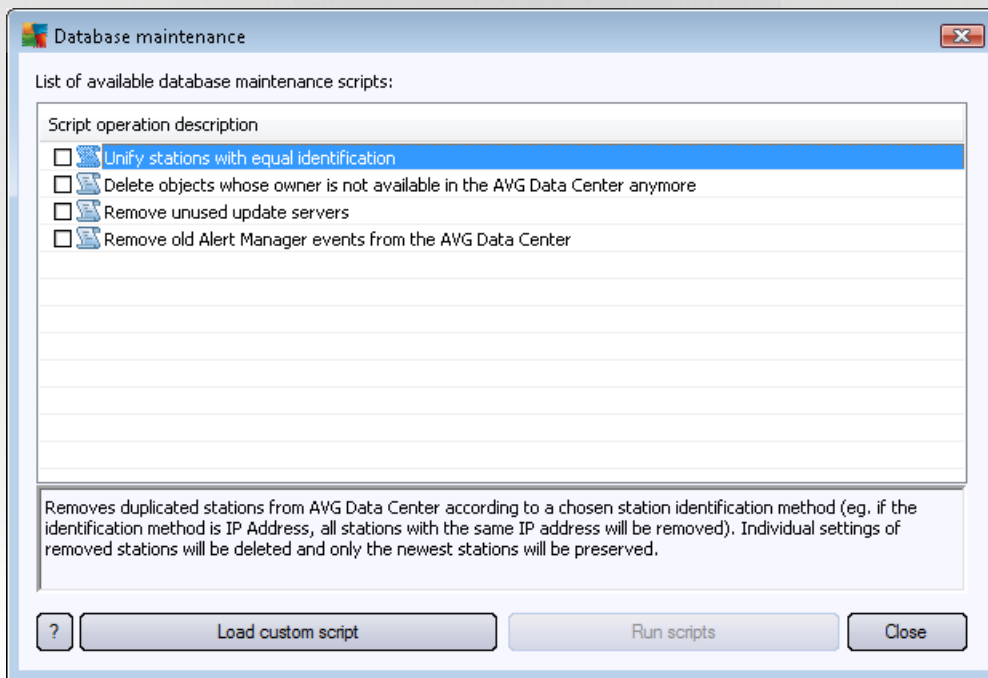 Database maintenance
List of available database maintenance scripts:
Script operation description
Unify stations with equal identification
Delete objects whose owner is not available in the AVG Data Center anymore
Remove unused update servers
Remove old Alert Manager events from the AVG Data Center
Removes duplicated stations from AVG Data Center according to a chosen station identification method (eg. if the
identification method is IP Address, all stations with the same IP address will be removed). Individual settings of
removed stations will be deleted and only the newest stations will be preserved.
? Load custom script Run scripts Close